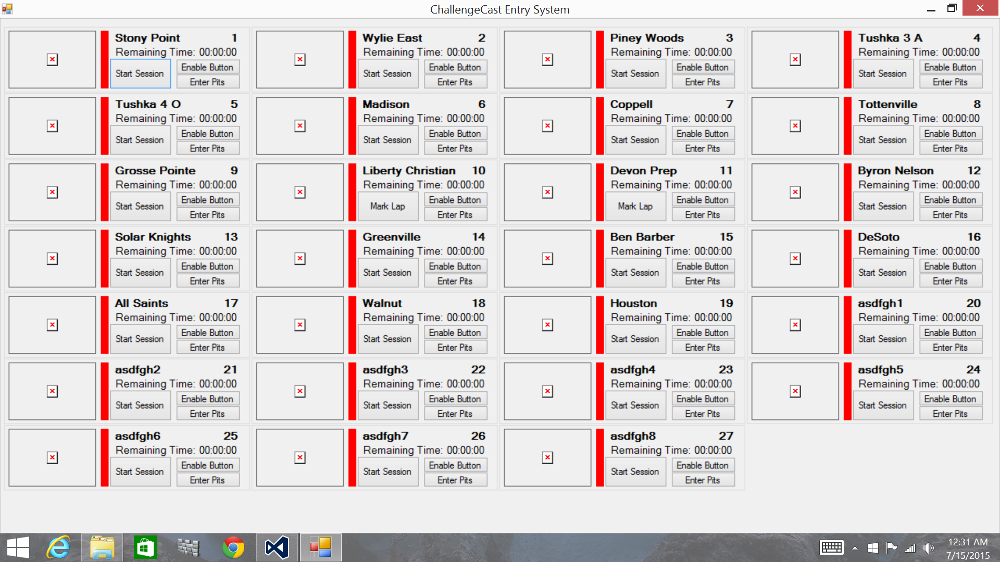 ChallengeCast Entry System
Stony Point 1
Remaining Time: 00:00:00
Start Session
Enable Button
Enter Pits
Wylie East 2
Remaining Time: 00:00:00
Start Session
Enable Button
Enter Pits
Piney Woods 3
Remaining Time: 00:00:00
Start Session
Enable Button
Enter Pits
Tushka 3 A 4
Remaining Time: 00:00:00
Start Session
Enable Button
Enter Pits
Tushka 4 O 5
Remaining Time: 00:00:00
Start Session
Enable Button
Enter Pits
Madison 6
Remaining Time: 00:00:00
Start Session
Enable Button
Enter Pits
Coppell 7
Remaining Time: 00:00:00
Start Session
Enable Button
Enter Pits
Tottenville 8
Remaining Time: 00:00:00
Start Session
Enable Button
Enter Pits
Grosse Pointe 9
Remaining Time: 00:00:00
Start Session
Enable Button
Enter Pits
Liberty Christian 10
Remaining Time: 00:00:00
Mark Lap
Enable Button
Enter Pits
Devon Prep 11
Remaining Time: 00:00:00
Mark Lap
Enable Button
Enter Pits
Byron Nelson 12
Remaining Time: 00:00:00
Start Session
Enable Button
Enter Pits
Solar Knights 13
Remaining Time: 00:00:00
Start Session
Enable Button
Enter Pits
Greenville 14
Remaining Time: 00:00:00
Start Session
Enable Button
Enter Pits
Ben Barber 15
Remaining Time: 00:00:00
Start Session
Enable Button
Enter Pits
DeSoto 16
Remaining Time: 00:00:00
Start Session
Enable Button
Enter Pits
All Saints 17
Remaining Time: 00:00:00
Start Session
Enable Button
Enter Pits
Walnut 18
Remaining Time: 00:00:00
Start Session
Enable Button
Enter Pits
Houston 19
Remaining Time: 00:00:00
Start Session
Enable Button
Enter Pits
asdfgh1 20
Remaining Time: 00:00:00
Start Session
Enable Button
Enter Pits
asdfgh2 21
Remaining Time: 00:00:00
Start Session
Enable Button
Enter Pits
asdfgh3 22
Remaining Time: 00:00:00
Start Session
Enable Button
Enter Pits
asdfgh4 23
Remaining Time: 00:00:00
Start Session
Enable Button
Enter Pits
asdfgh5 24
Remaining Time: 00:00:00
Start Session
Enable Button
Enter Pits
asdfgh6 25
Remaining Time: 00:00:00
Start Session
Enable Button
Enter Pits
asdfgh7 26
Remaining Time: 00:00:00
Start Session
Enable Button
Enter Pits
asdfgh8 27
Remaining Time: 00:00:00
Start Session
Enable Button
Enter Pits
12:31 AM
7/15/2015